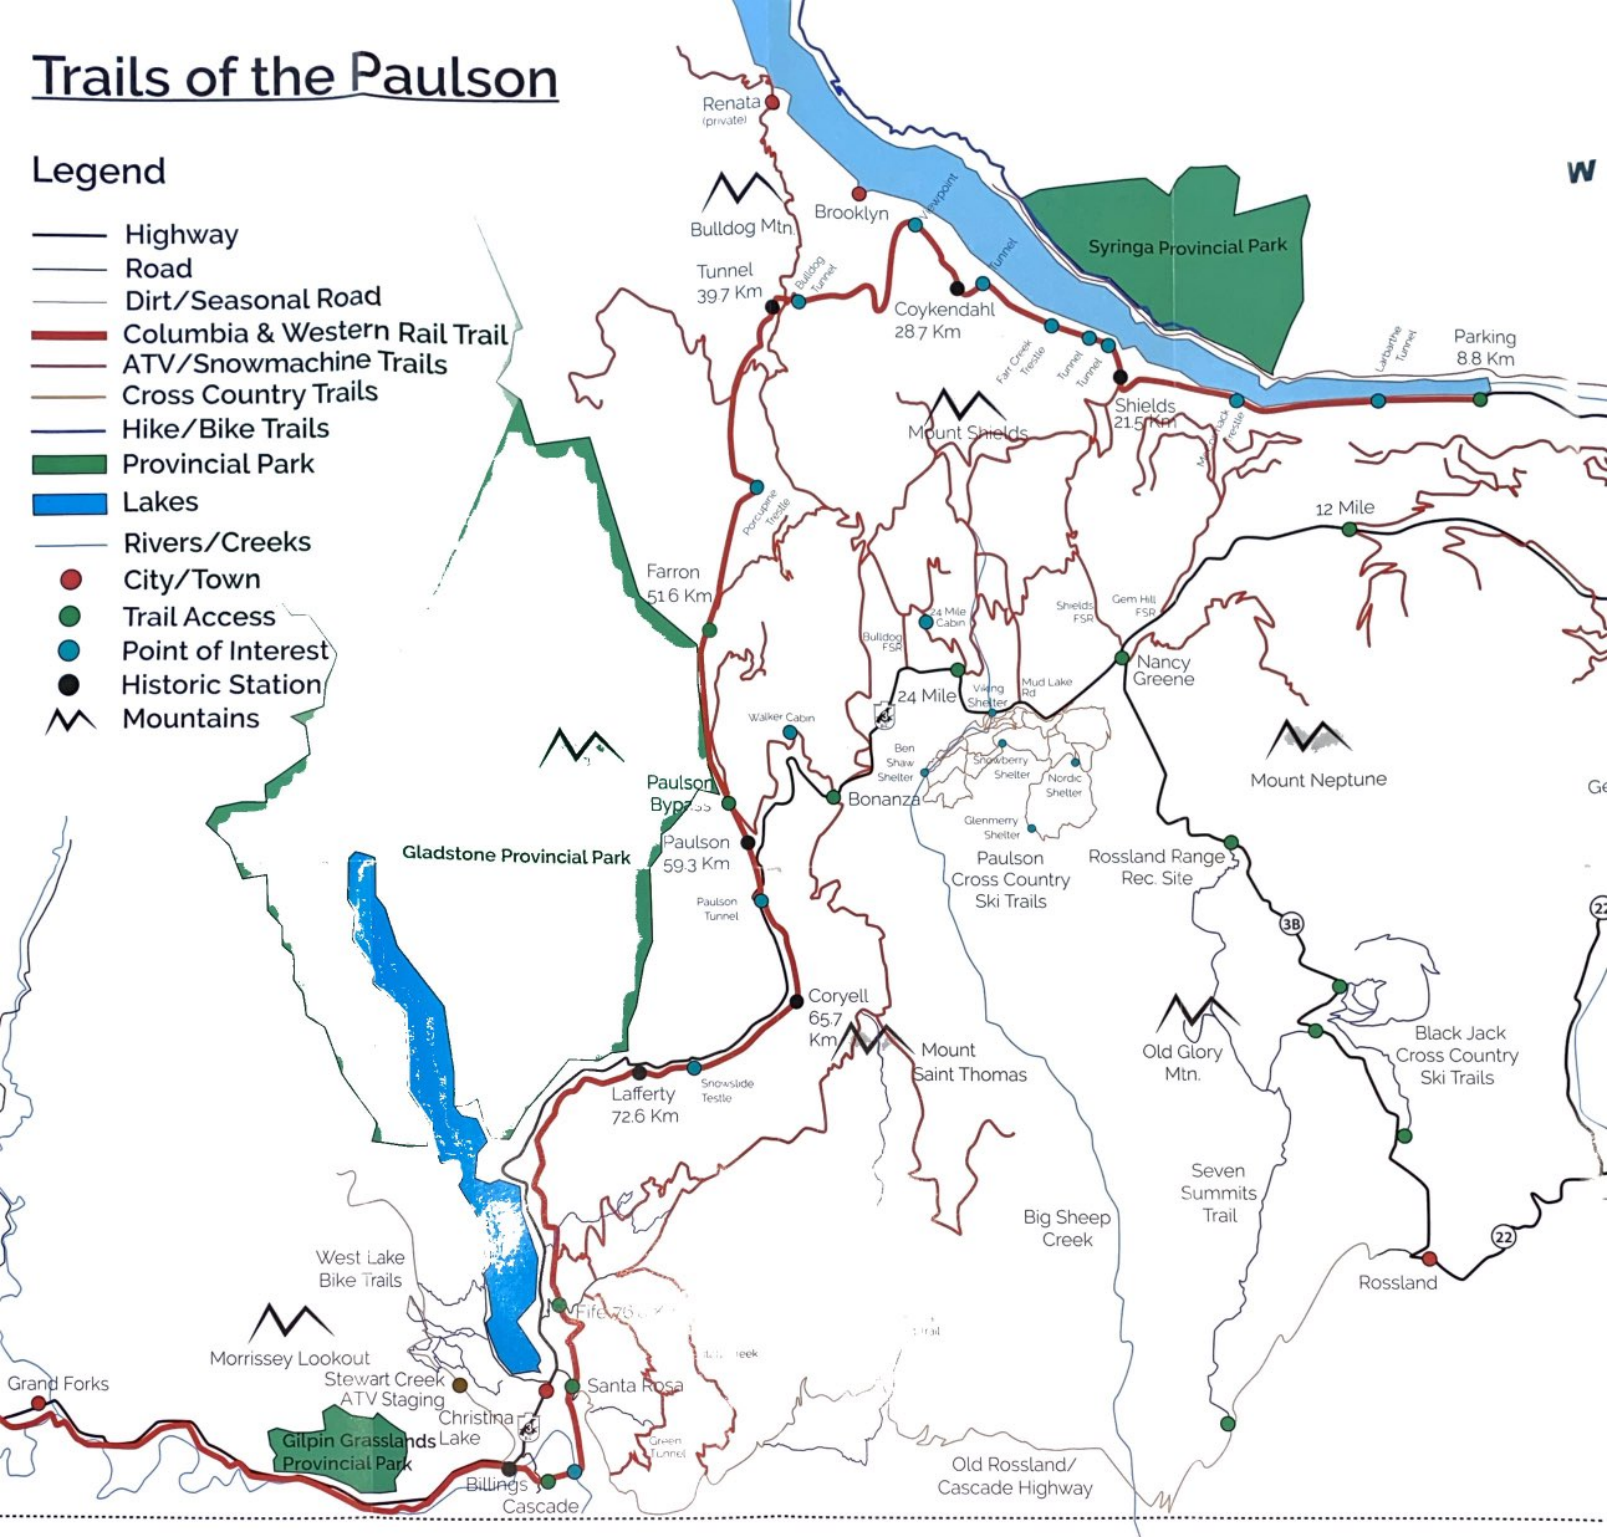 Trails of the Paulson
Legend
Highway
Road
Dirt/Seasonal Road
Columbia & Western Rail Trail
ATV/Snowmachine Trails
Cross Country Trails
Hike/Bike Trails
Provincial Park
Lakes
Rivers/Creeks
City/Town
Trail Access
Point of Interest
Historic Station
Mountains
W
Renata
(private)
Bulldog Mtn.
Brooklyn
Viewpoint
Syringa Provincial Park
Tunnel
39.7 Km
Bulldog
Tunnel
Tunnel
Coykendahl
28.7 Km
Farr Creek
Trestle
Tunnel
Tunnel
Larbarthe
Tunnel
Parking
8.8 Km
Shields
21.5 Km
Trestle
Mount Shields
Porcupine
Trestle
12 Mile
Farron
51.6 Km
24 Mile
Cabin
Bulldog
FSR
Shields
FSR
Gem Hill
FSR
Nancy
Greene
24 Mile
Viking
Shelter
Mud Lake
Rd
Walker Cabin
3
Ben
Shaw
Shelter
Snowberry
Shelter
Nordic
Shelter
Glenmerry
Shelter
Mount Neptune
Ge
Paulson
Bypass
Bonanza
Paulson
59.3 Km
Gladstone Provincial Park
Paulson
Cross Country
Ski Trails
Rossland Range
Rec. Site
Paulson
Tunnel
3B
22
Coryell
65.7
Km
Mount
Saint Thomas
Old Glory
Mtn.
Black Jack
Cross Country
Ski Trails
Snowslide
Testle
Lafferty
72.6 Km
Seven
Summits
Trail
Big Sheep
Creek
22
Rossland
West Lake
Bike Trails
Fife
Morrissey Lookout
Stewart Creek
ATV Staging
Santa Rosa
Grand Forks
Christina
Lake
3
Green
Tunnel
Gilpin Grasslands
Provincial Park
Billings
Cascade
Old Rossland/
Cascade Highway